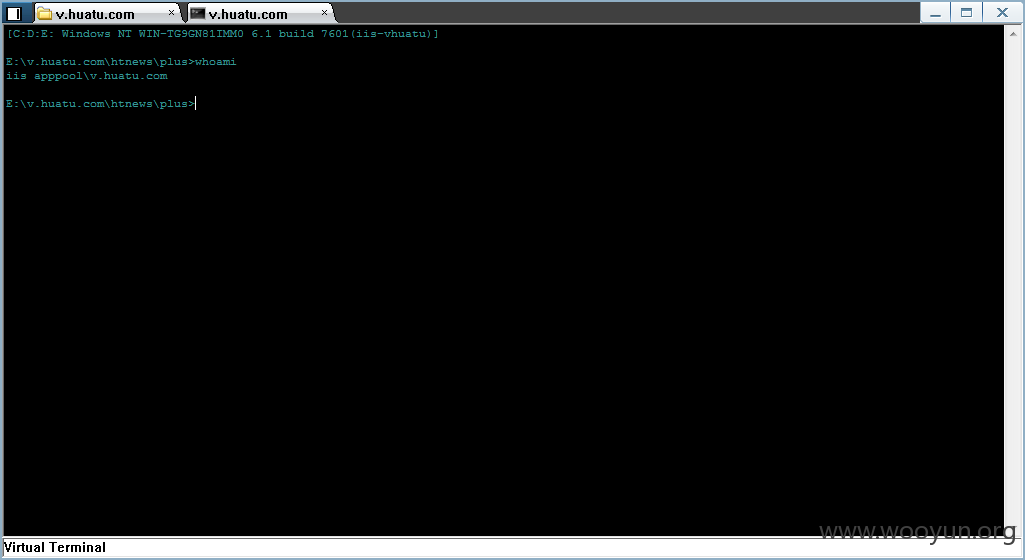 v.huatu.com × v.huatu.com ×
[C:D:E: Windows NT WIN-TG9GN81IMM0 6.1 build 7601(iis-vhuatu)]
E:\v.huatu.com\htnews\plus>whoami
iis apppool\v.huatu.com
E:\v.huatu.com\htnews\plus>
www.wooyun.org
Virtual Terminal